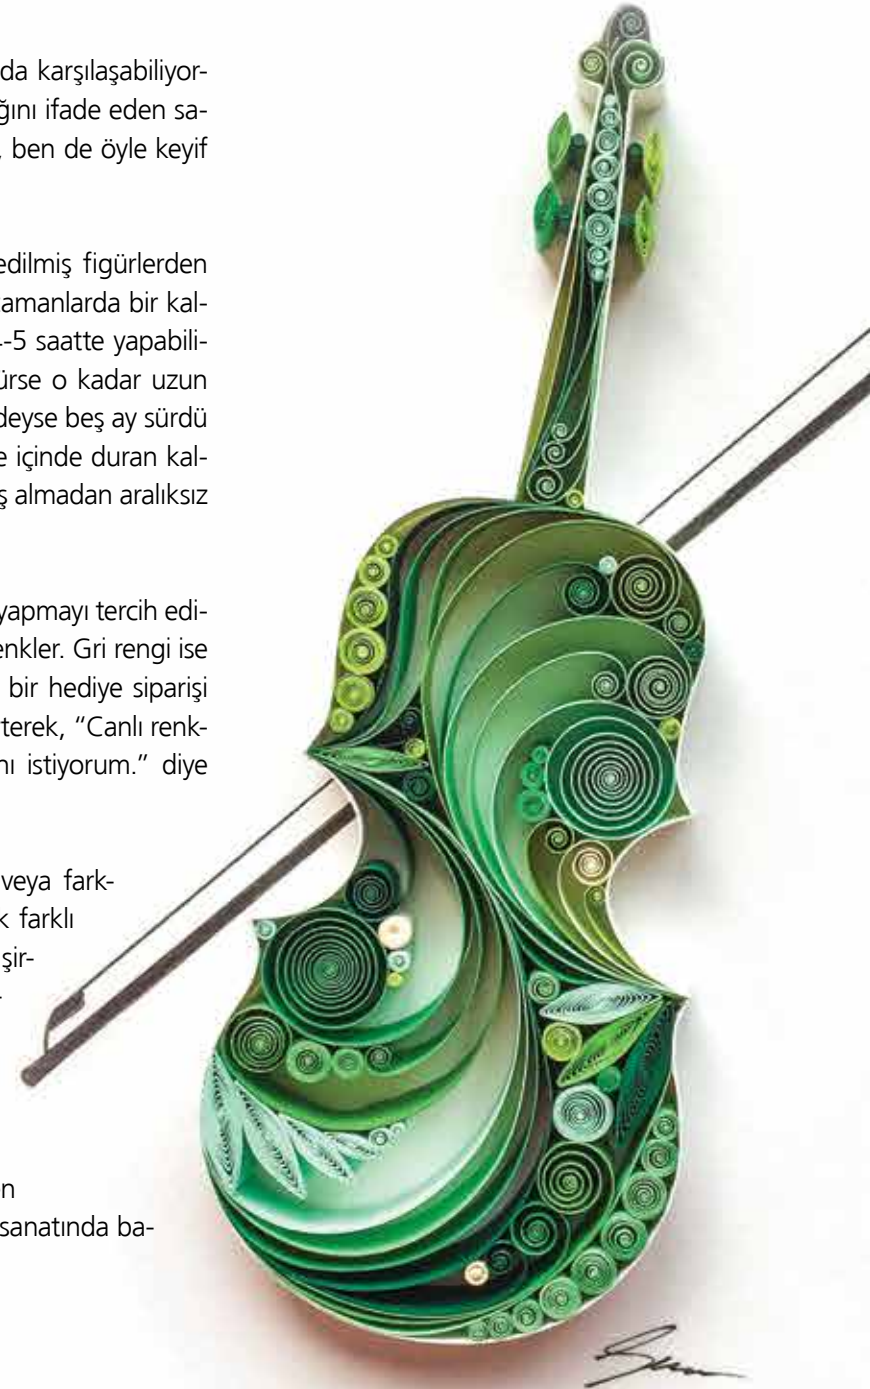 da karşılaşabiliyor-
ğını ifade eden sa-
ben de öyle keyif
edilmiş figürlerden
amanlarda bir kal-
-5 saatte yapabili-
ürse o kadar uzun
deyse beş ay sürdü
e içinde duran kal-
ş almadan aralıksız
yapmayı tercih edi-
enkler. Gri rengi ise
bir hediye siparişi
terek, “Canlı renk-
nı istiyorum.” diye
veya fark-
k farklı
şir-
n
sanatında ba-